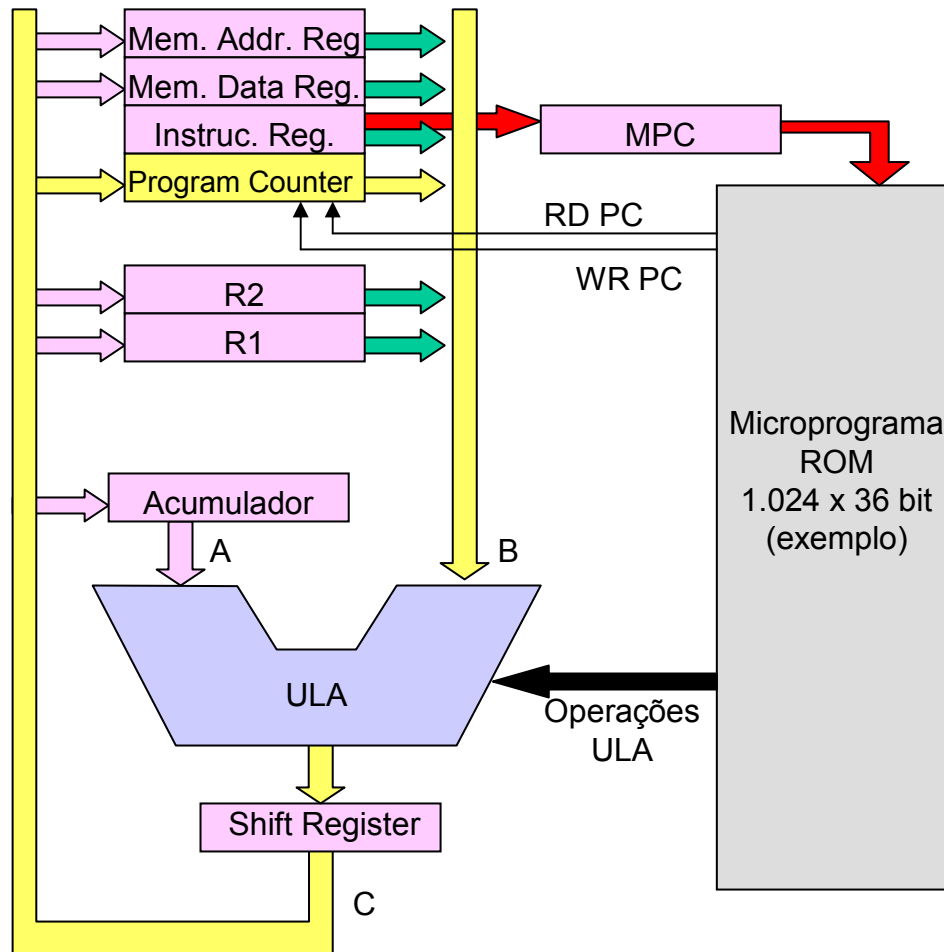 Mem. Addr. Reg
Mem. Data Reg.
Instruc. Reg.
Program Counter
MPC
RD PC
WR PC
R2
R1
Microprograma
ROM
1.024 x 36 bit
(exemplo)
Acumulador
A
B
ULA
Operações
ULA
Shift Register
C